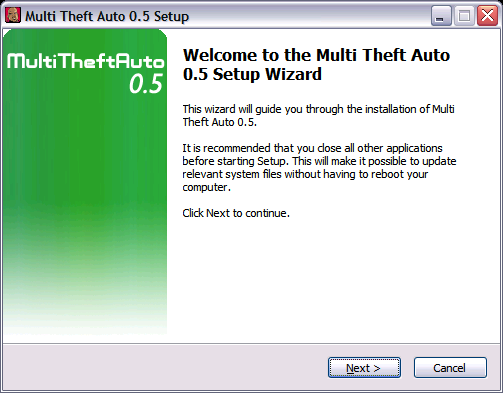 Multi Theft Auto 0.5 Setup
MultiTheftAuto
0.5
Welcome to the Multi Theft Auto
0.5 Setup Wizard
This wizard will guide you through the installation of Multi
Theft Auto 0.5.
It is recommended that you close all other applications
before starting Setup. This will make it possible to update
relevant system files without having to reboot your
computer.
Click Next to continue.
Next >
Cancel